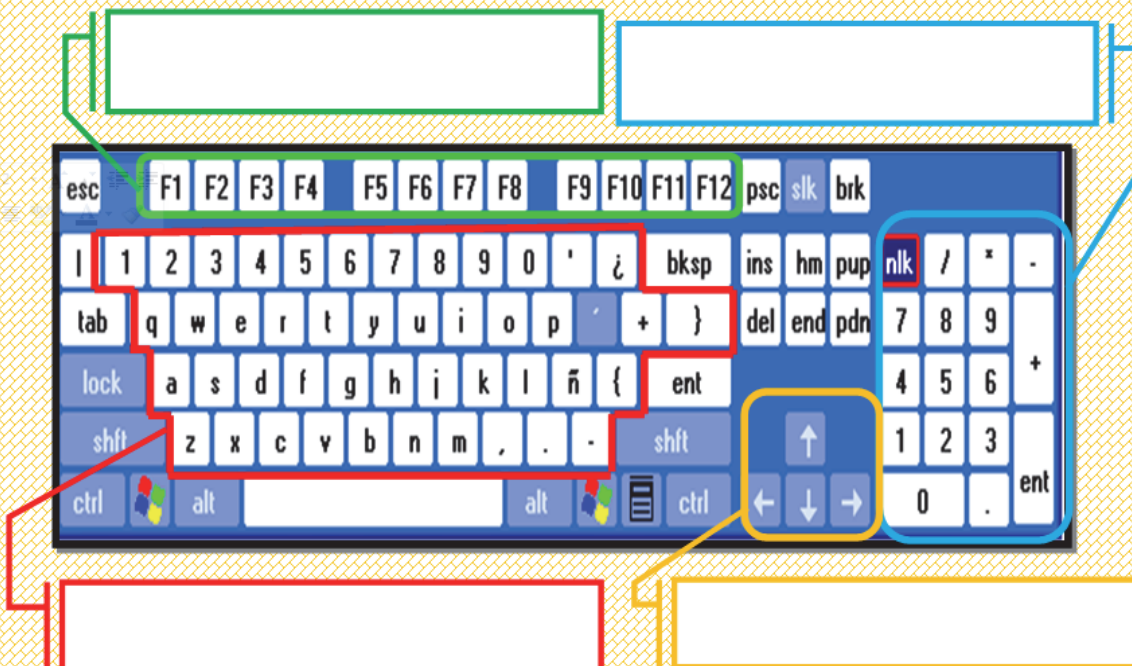 esc F1 F2 F3 F4 F5 F6 F7 F8 F9 F10 F11 F12 psc slk brk
| 1 2 3 4 5 6 7 8 9 0 ' ¿ bksp ins hm pup nlk / * -
tab q w e r t y u i o p ´ + } del end pdn 7 8 9 +
lock a s d f g h j k l ñ { ent 4 5 6
shft z x c v b n m , . - shft ↑ 1 2 3 ent
ctrl alt alt ctrl ← ↓ → 0 .